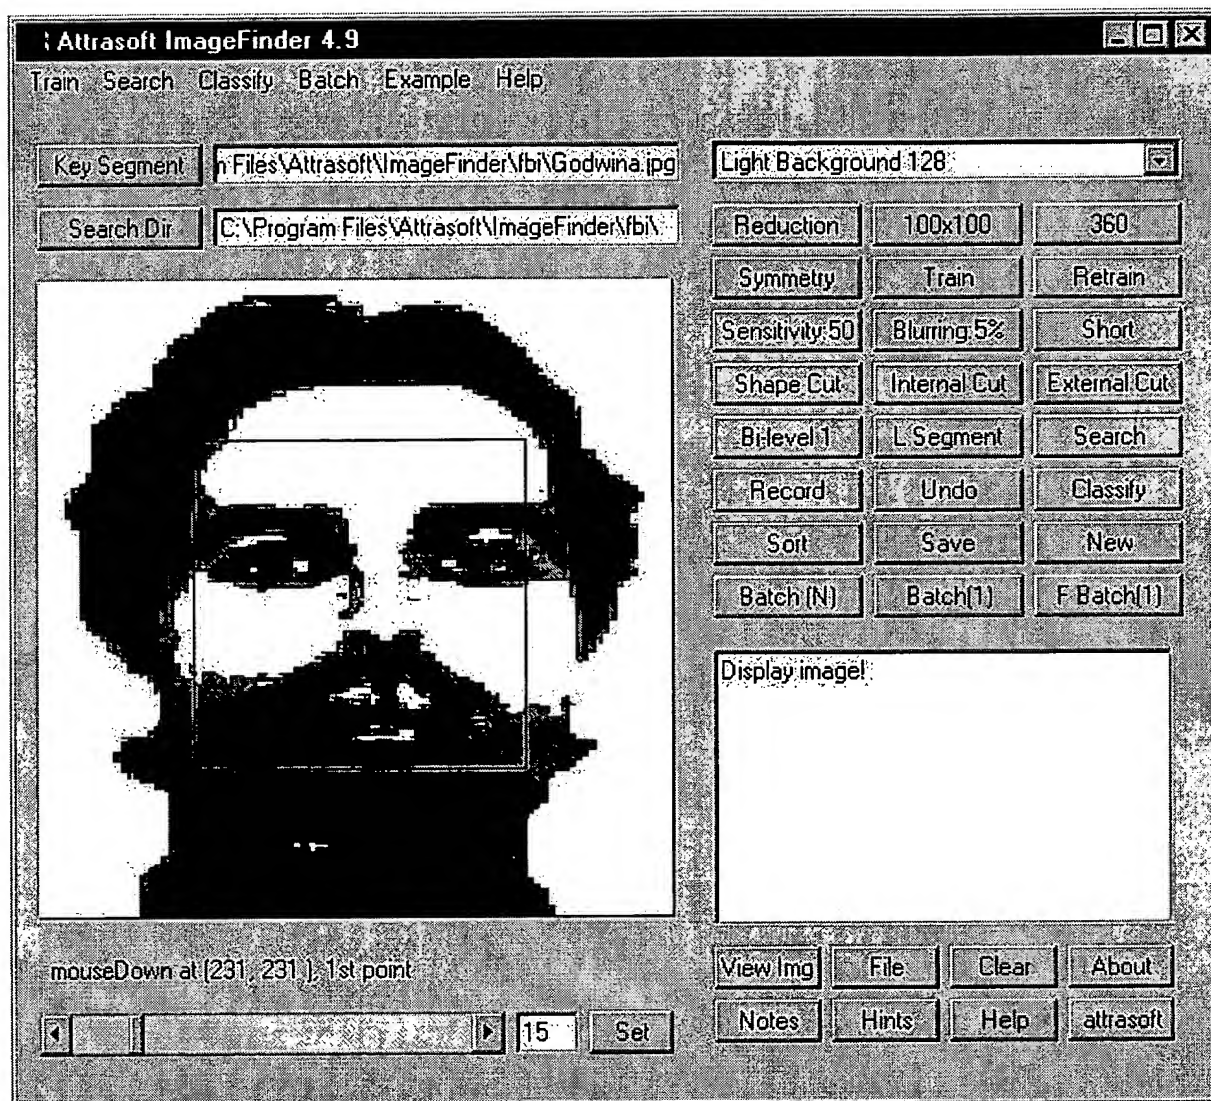 Attrasoft ImageFinder 4.9
Train Search Classify Batch Example Help
Key Segment n Files\Attrasoft\ImageFinder\fbi\Godwina.jpg Light Background 128
Search Dir C:\Program Files\Attrasoft\ImageFinder\fbi\
Reduction 100x100 360
Symmetry Train Retrain
Sensitivity 50 Blurring 5% Short
Shape Cut Internal Cut External Cut
Bi-level 1 L Segment Search
Record Undo Classify
Sort Save New
Batch (N) Batch(1) F Batch(1)
Display image!
mouseDown at (231, 231 ), 1st point
View Img File Clear About
15 Set Notes Hints Help attrasoft